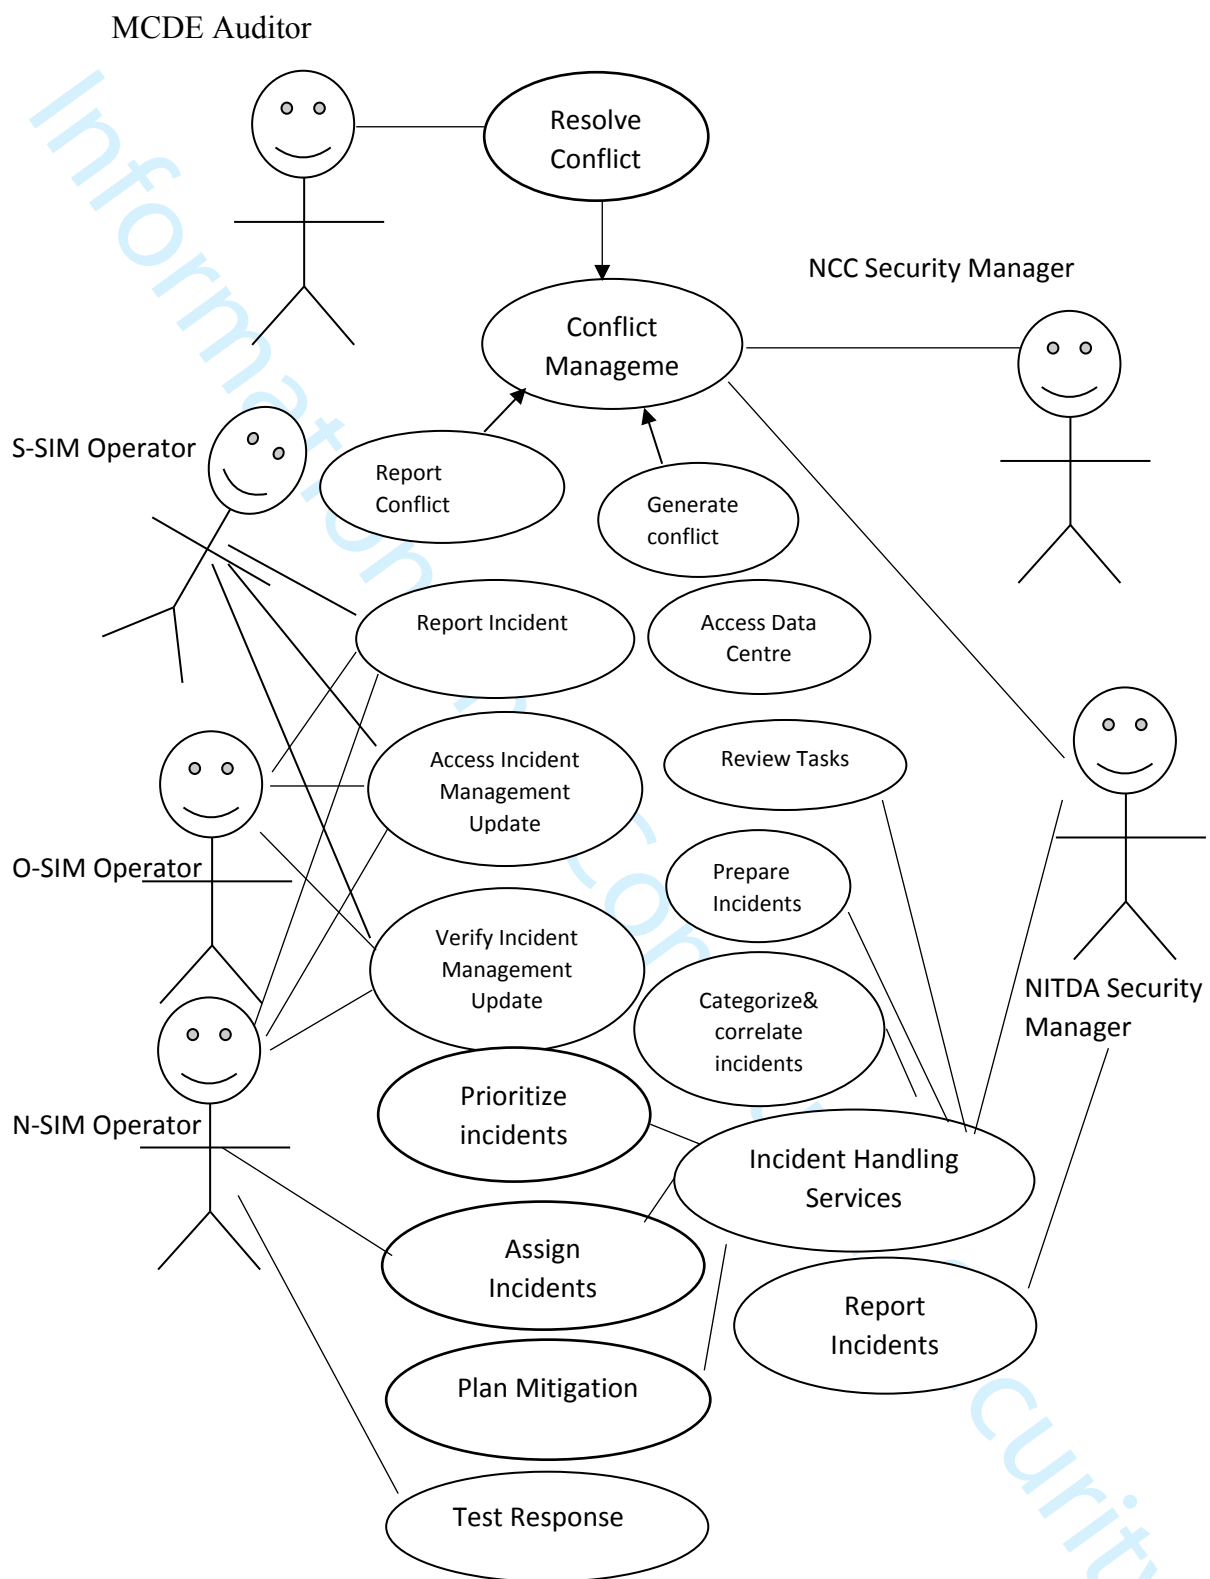 MCDE Auditor
Resolve
Conflict
NCC Security Manager
Conflict
Manageme
S-SIM Operator
Report
Conflict
Generate
conflict
Report Incident
Access Data
Centre
Access Incident
Management
Update
Review Tasks
O-SIM Operator
Prepare
Incidents
Verify Incident
Management
Update
Categorize&
correlate
incidents
NITDA Security
Manager
Prioritize
incidents
N-SIM Operator
Incident Handling
Services
Assign
Incidents
Report
Incidents
Plan Mitigation
Test Response